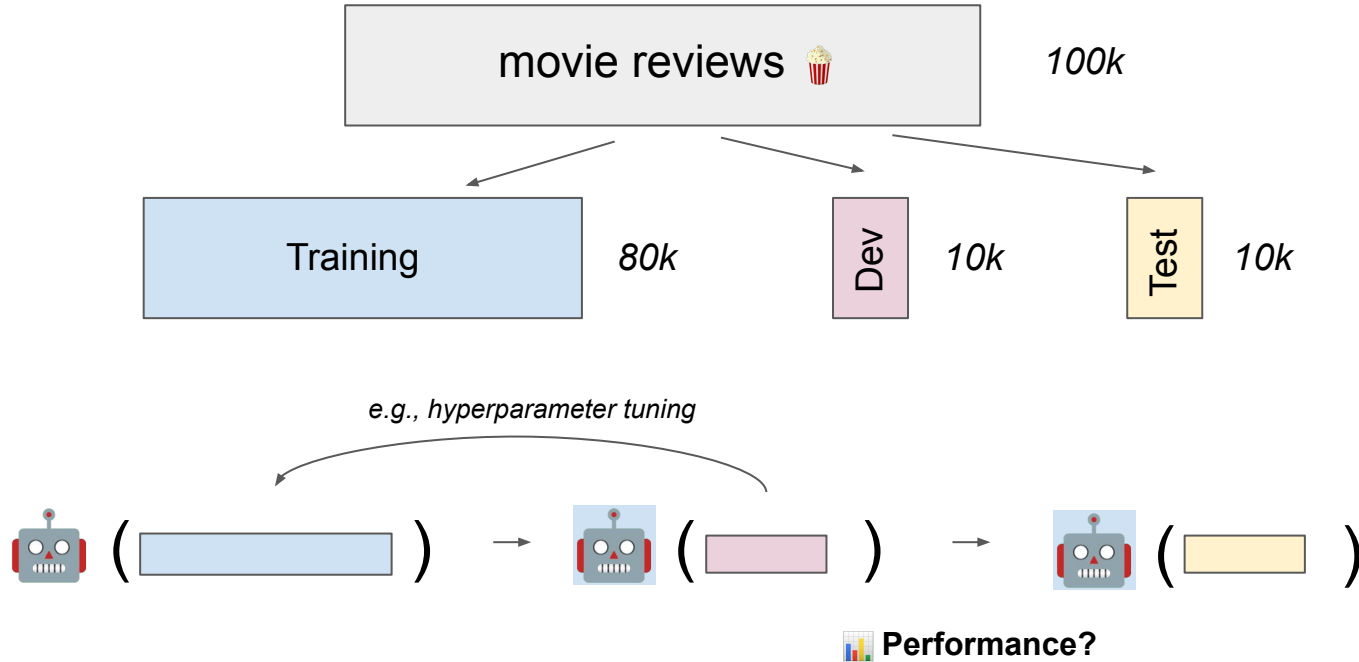 movie reviews 🍿
100k
Training
80k
Dev
10k
Test
10k
e.g., hyperparameter tuning
( )
( )
( )
📊 Performance?